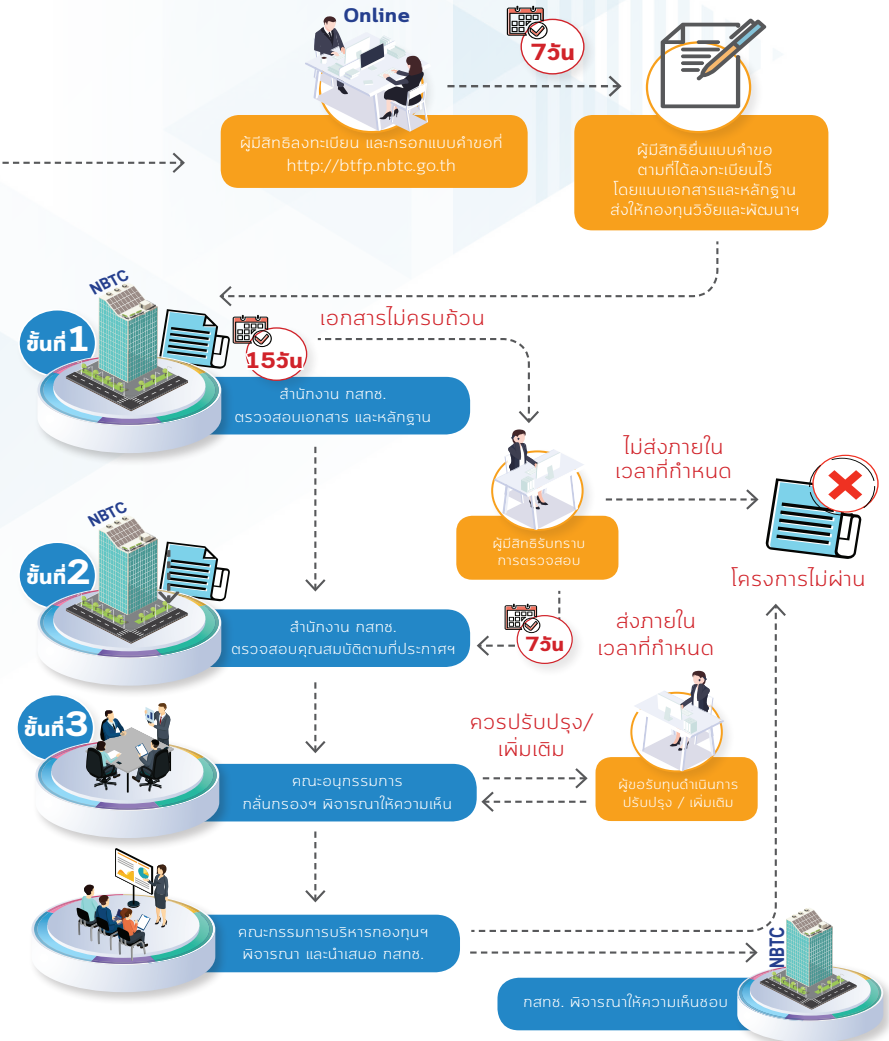 Online
7วัน
ผู้มีสิทธิลงทะเบียน และกรอกแบบคำขอที่
http://btfp.nbtc.go.th
ผู้มีสิทธิยื่นแบบคำขอ
ตามที่ได้ลงทะเบียนไว้
โดยแนบเอกสารและหลักฐาน
ส่งให้กองทุนวิจัยและพัฒนาฯ
NBTC
ขั้นที่1
15วัน
เอกสารไม่ครบถ้วน
สำนักงาน กสทช.
ตรวจสอบเอกสาร และหลักฐาน
ไม่ส่งภายใน
เวลาที่กำหนด
ผู้มีสิทธิรับทราบ
การตรวจสอบ
โครงการไม่ผ่าน
NBTC
ขั้นที่2
สำนักงาน กสทช.
ตรวจสอบคุณสมบัติตามที่ประกาศฯ
7วัน
ส่งภายใน
เวลาที่กำหนด
ขั้นที่3
ควรปรับปรุง/
เพิ่มเติม
คณะอนุกรรมการ
กลั่นกรองฯ พิจารณาให้ความเห็น
ผู้ขอรับทุนดำเนินการ
ปรับปรุง / เพิ่มเติม
คณะกรรมการบริหารกองทุนฯ
พิจารณา และนำเสนอ กสทช.
NBTC
กสทช. พิจารณาให้ความเห็นชอบ